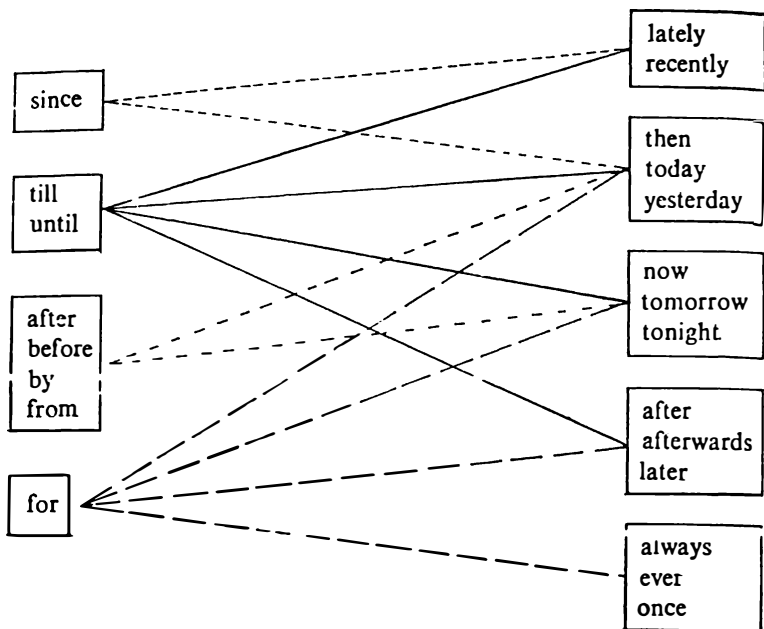 since
till
until
after
before
by
from
for
lately
recently
then
today
yesterday
now
tomorrow
tonight.
after
afterwards
later
always
ever
once